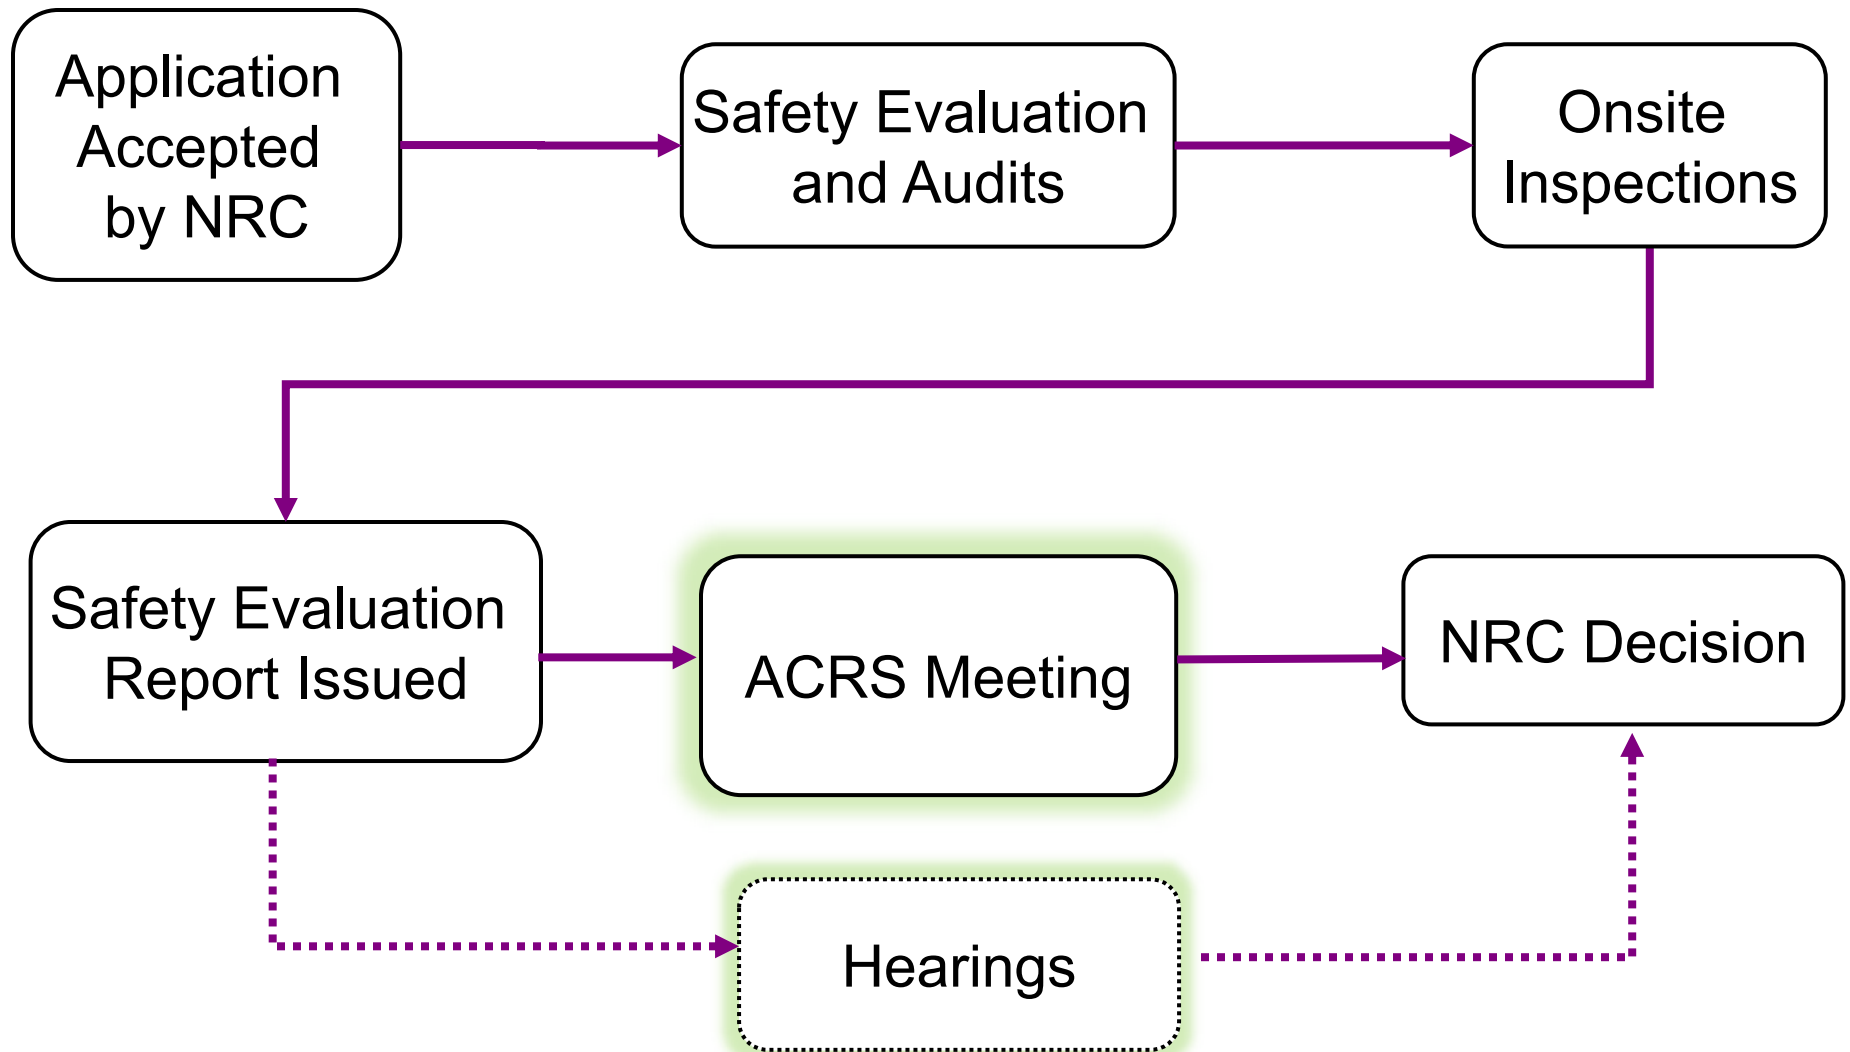 Application
Accepted
by NRC
Safety Evaluation
and Audits
Onsite
Inspections
Safety Evaluation
Report Issued
ACRS Meeting
NRC Decision
Hearings